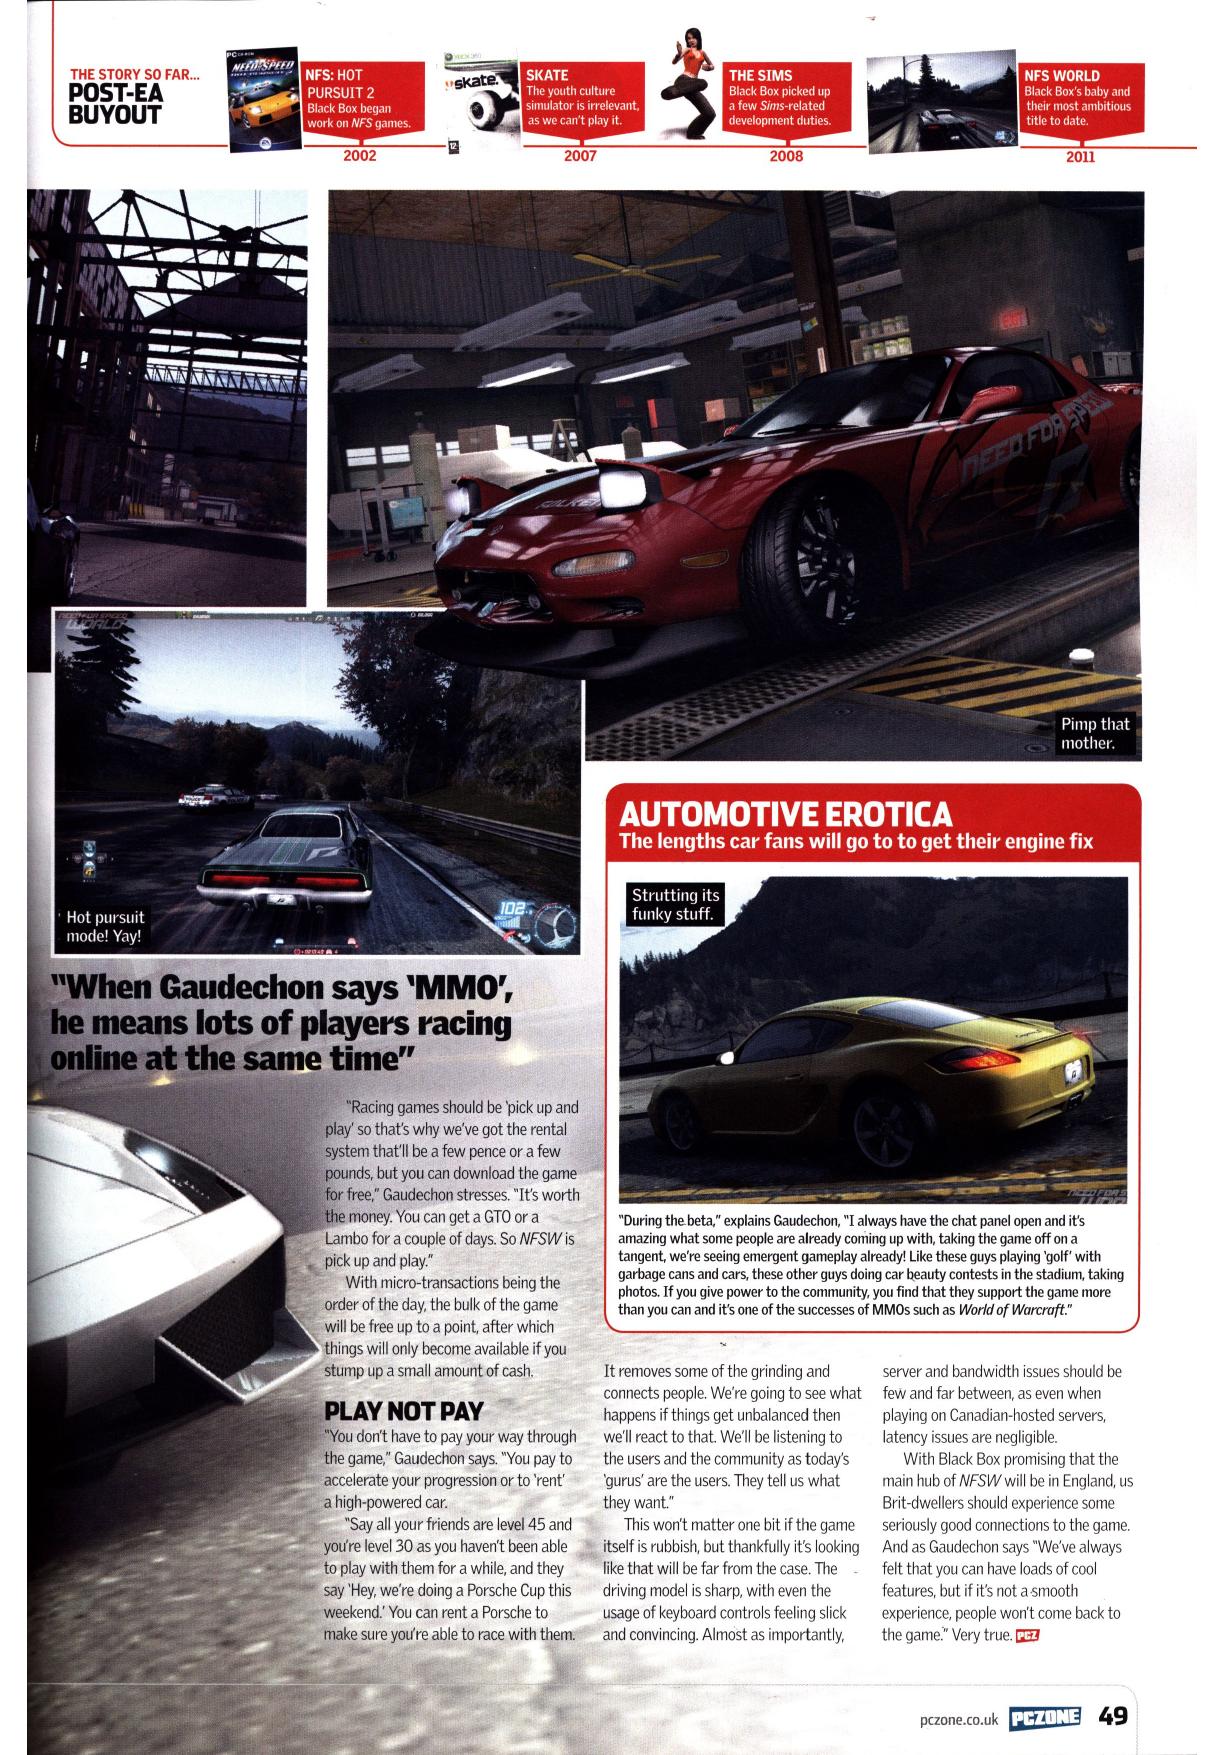 THE STORY SO FAR...
POST-EA
BUYOUT
PC CD-ROM
NEED FOR SPEED
HOT PURSUIT 2
EA
NFS: HOT
PURSUIT 2
Black Box began
work on NFS games.
2002
XBOX 360
skate.
12+
SKATE
The youth culture
simulator is irrelevant,
as we can't play it.
2007
THE SIMS
Black Box picked up
a few Sims-related
development duties.
2008
NFS WORLD
Black Box's baby and
their most ambitious
title to date.
2011
EXIT
NEED FOR SPEED
Pimp that
mother.
NEED FOR SPEED
WORLD
102
Hot pursuit
mode! Yay!
"When Gaudechon says 'MMO',
he means lots of players racing
online at the same time"
"Racing games should be 'pick up and
play' so that's why we've got the rental
system that'll be a few pence or a few
pounds, but you can download the game
for free," Gaudechon stresses. "It's worth
the money. You can get a GTO or a
Lambo for a couple of days. So NFSW is
pick up and play."
With micro-transactions being the
order of the day, the bulk of the game
will be free up to a point, after which
things will only become available if you
stump up a small amount of cash.
PLAY NOT PAY
"You don't have to pay your way through
the game," Gaudechon says. "You pay to
accelerate your progression or to 'rent'
a high-powered car.
"Say all your friends are level 45 and
you're level 30 as you haven't been able
to play with them for a while, and they
say 'Hey, we're doing a Porsche Cup this
weekend.' You can rent a Porsche to
make sure you're able to race with them.
AUTOMOTIVE EROTICA
The lengths car fans will go to to get their engine fix
Strutting its
funky stuff.
NEED FOR S
WORL
"During the beta," explains Gaudechon, "I always have the chat panel open and it's
amazing what some people are already coming up with, taking the game off on a
tangent, we're seeing emergent gameplay already! Like these guys playing 'golf' with
garbage cans and cars, these other guys doing car beauty contests in the stadium, taking
photos. If you give power to the community, you find that they support the game more
than you can and it's one of the successes of MMOs such as World of Warcraft."
It removes some of the grinding and
connects people. We're going to see what
happens if things get unbalanced then
we'll react to that. We'll be listening to
the users and the community as today's
'gurus' are the users. They tell us what
they want."
This won't matter one bit if the game
itself is rubbish, but thankfully it's looking
like that will be far from the case. The
driving model is sharp, with even the
usage of keyboard controls feeling slick
and convincing. Almost as importantly,
server and bandwidth issues should be
few and far between, as even when
playing on Canadian-hosted servers,
latency issues are negligible.
With Black Box promising that the
main hub of NFSW will be in England, us
Brit-dwellers should experience some
seriously good connections to the game.
And as Gaudechon says "We've always
felt that you can have loads of cool
features, but if it's not a smooth
experience, people won't come back to
the game." Very true. PCZ
pczone.co.uk PCZONE 49